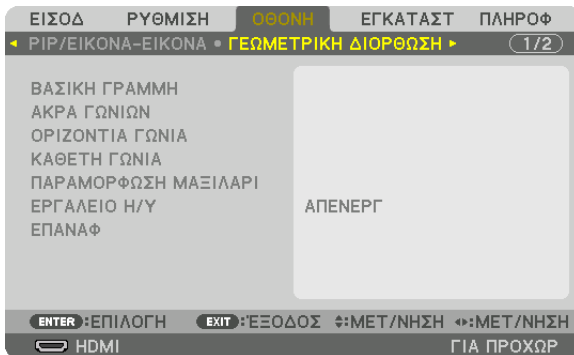 ΕΙΣΟΔ ΡΥΘΜΙΣΗ ΟΘΟΝΗ ΕΓΚΑΤΑΣΤ ΠΛΗΡΟΦ
◂ PIP/ΕΙΚΟΝΑ-ΕΙΚΟΝΑ • ΓΕΩΜΕΤΡΙΚΗ ΔΙΟΡΘΩΣΗ ▸ 1/2
ΒΑΣΙΚΗ ΓΡΑΜΜΗ
ΑΚΡΑ ΓΩΝΙΩΝ
ΟΡΙΖΟΝΤΙΑ ΓΩΝΙΑ
ΚΑΘΕΤΗ ΓΩΝΙΑ
ΠΑΡΑΜΟΡΦΩΣΗ ΜΑΞΙΛΑΡΙ
ΕΡΓΑΛΕΙΟ Η/Υ ΑΠΕΝΕΡΓ
ΕΠΑΝΑΦ
ENTER :ΕΠΙΛΟΓΗ EXIT :ΈΞΟΔΟΣ :ΜΕΤ/ΝΗΣΗ :ΜΕΤ/ΝΗΣΗ
HDMI ΓΙΑ ΠΡΟΧΩΡ